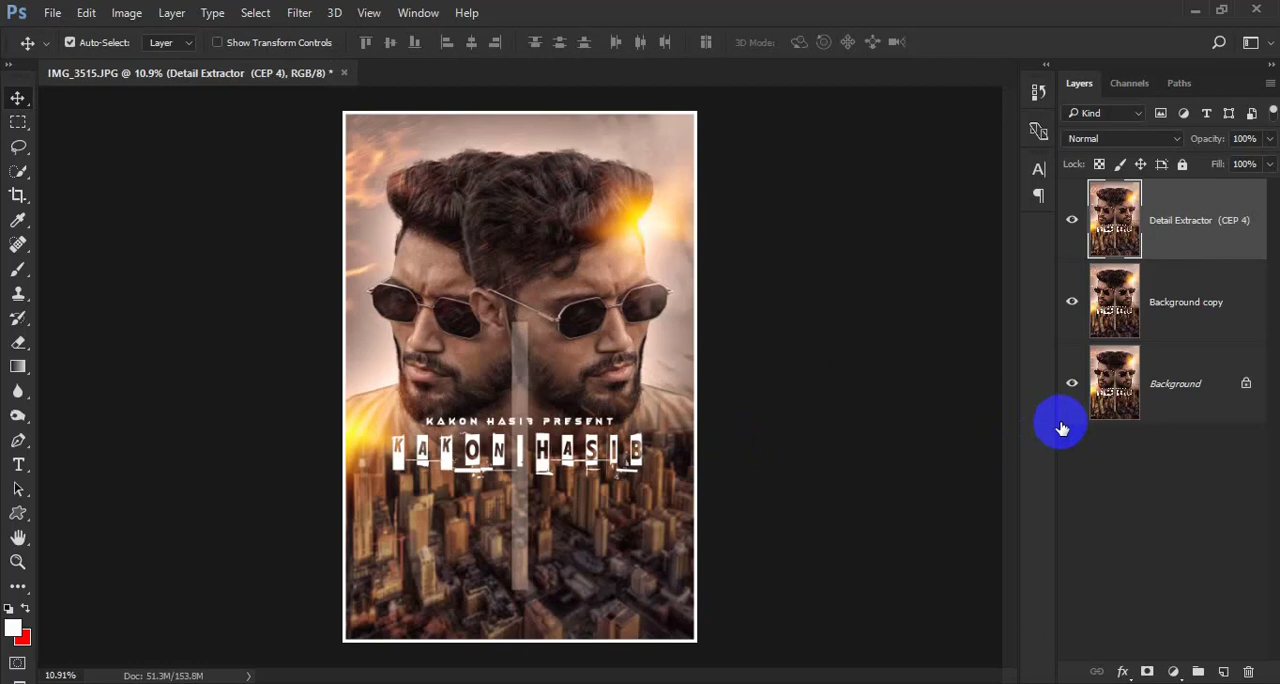 Ps File Edit Image Layer Type Select Filter 3D View Window Help
Auto-Select: Layer Show Transform Controls 3D Mode:
IMG_3515.JPG @ 10.9% (Detail Extractor (CEP 4), RGB/8) *
Layers Channels Paths
Kind
Normal Opacity: 100%
Lock: Fill: 100%
Detail Extractor (CEP 4)
Background copy
Background
KAKON HASIB PRESENT
KAKON HASIB
10.91% Doc: 51.3M/153.8M